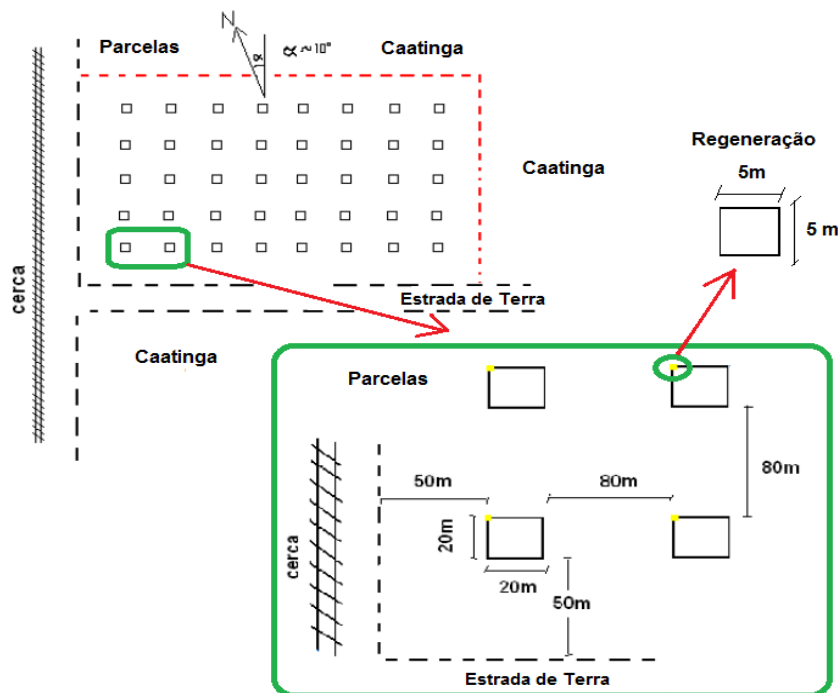 Parcelas
N
α
α ~ 10°
Caatinga
Caatinga
Regeneração
5m
5 m
cerca
Estrada de Terra
Caatinga
Parcelas
50m
80m
80m
cerca
20m
20m
50m
Estrada de Terra